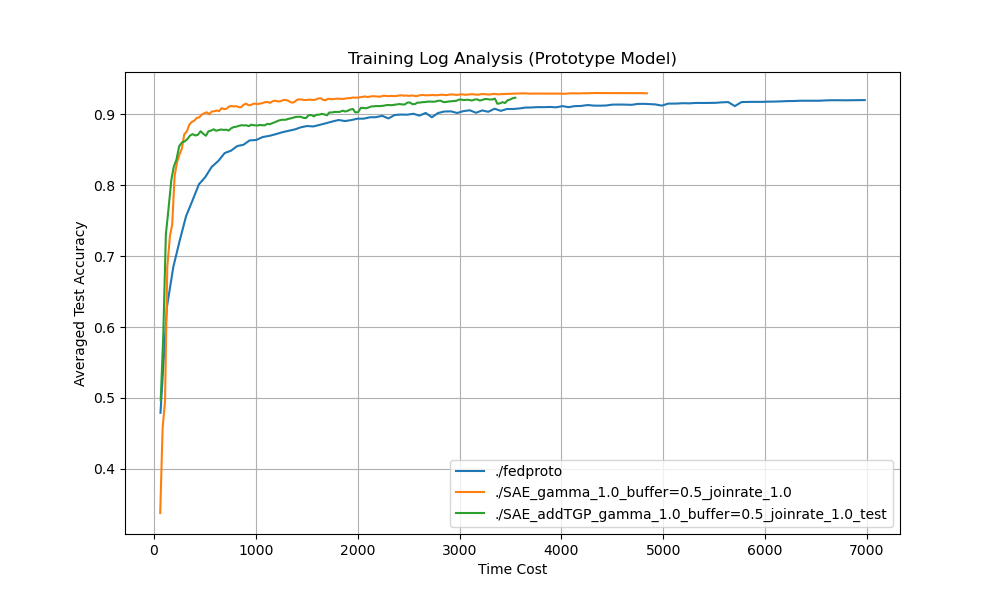 Training Log Analysis (Prototype Model)
Averaged Test Accuracy
0.9
0.8
0.7
0.6
0.5
0.4
./fedproto
./SAE_gamma_1.0_buffer=0.5_joinrate_1.0
./SAE_addTGP_gamma_1.0_buffer=0.5_joinrate_1.0_test
0 1000 2000 3000 4000 5000 6000 7000
Time Cost